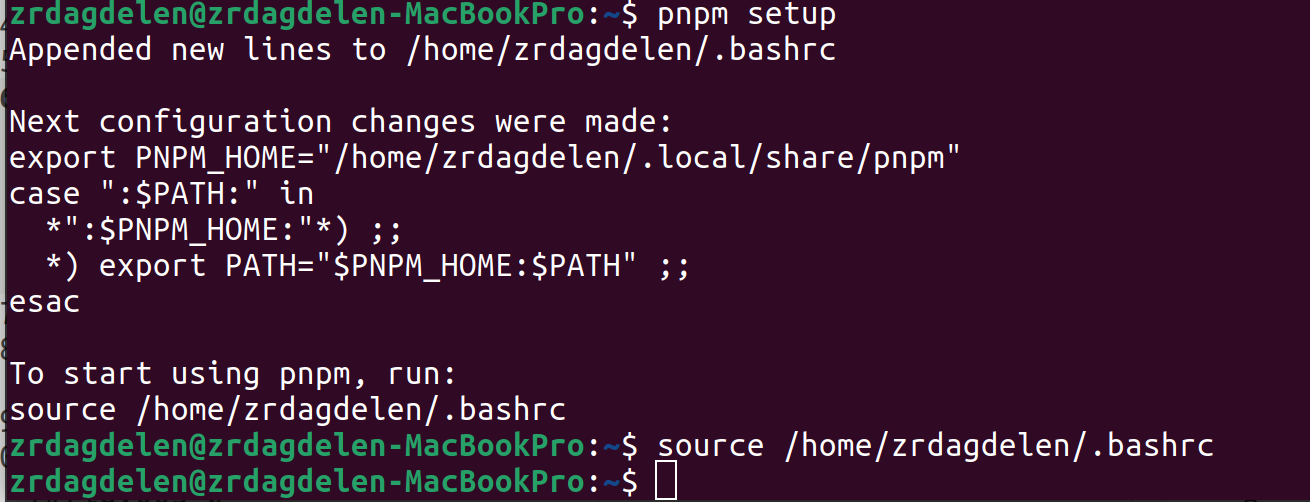 zrdagdelen@zrdagdelen-MacBookPro:~$ pnpm setup
Appended new lines to /home/zrdagdelen/.bashrc

Next configuration changes were made:
export PNPM_HOME="/home/zrdagdelen/.local/share/pnpm"
case ":$PATH:" in
  *":$PNPM_HOME:"*) ;;
  *) export PATH="$PNPM_HOME:$PATH" ;;
esac

To start using pnpm, run:
source /home/zrdagdelen/.bashrc
zrdagdelen@zrdagdelen-MacBookPro:~$ source /home/zrdagdelen/.bashrc
zrdagdelen@zrdagdelen-MacBookPro:~$